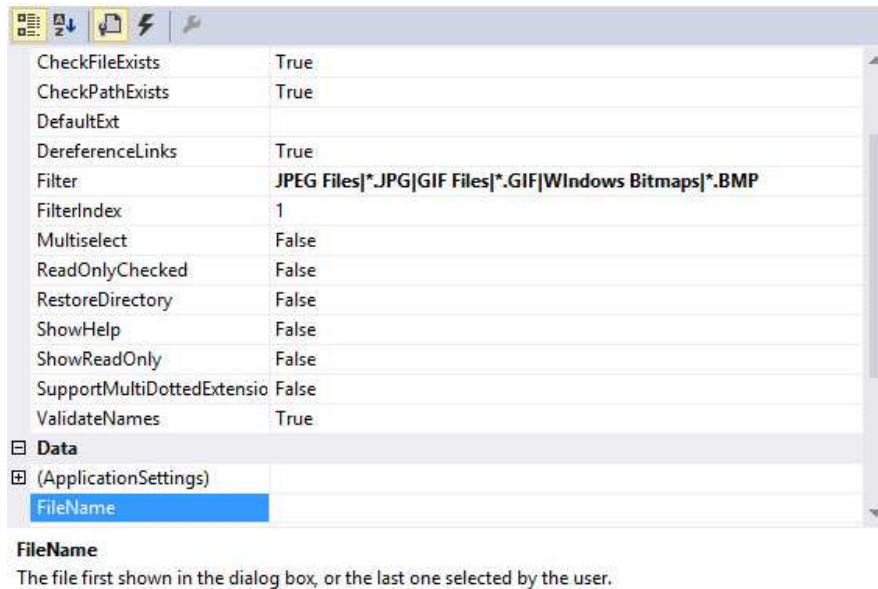 CheckFileExists True
CheckPathExists True
DefaultExt
DereferenceLinks True
Filter JPEG Files|*.JPG|GIF Files|*.GIF|WIndows Bitmaps|*.BMP
FilterIndex 1
Multiselect False
ReadOnlyChecked False
RestoreDirectory False
ShowHelp False
ShowReadOnly False
SupportMultiDottedExtensio False
ValidateNames True
Data
(ApplicationSettings)
FileName
FileName
The file first shown in the dialog box, or the last one selected by the user.